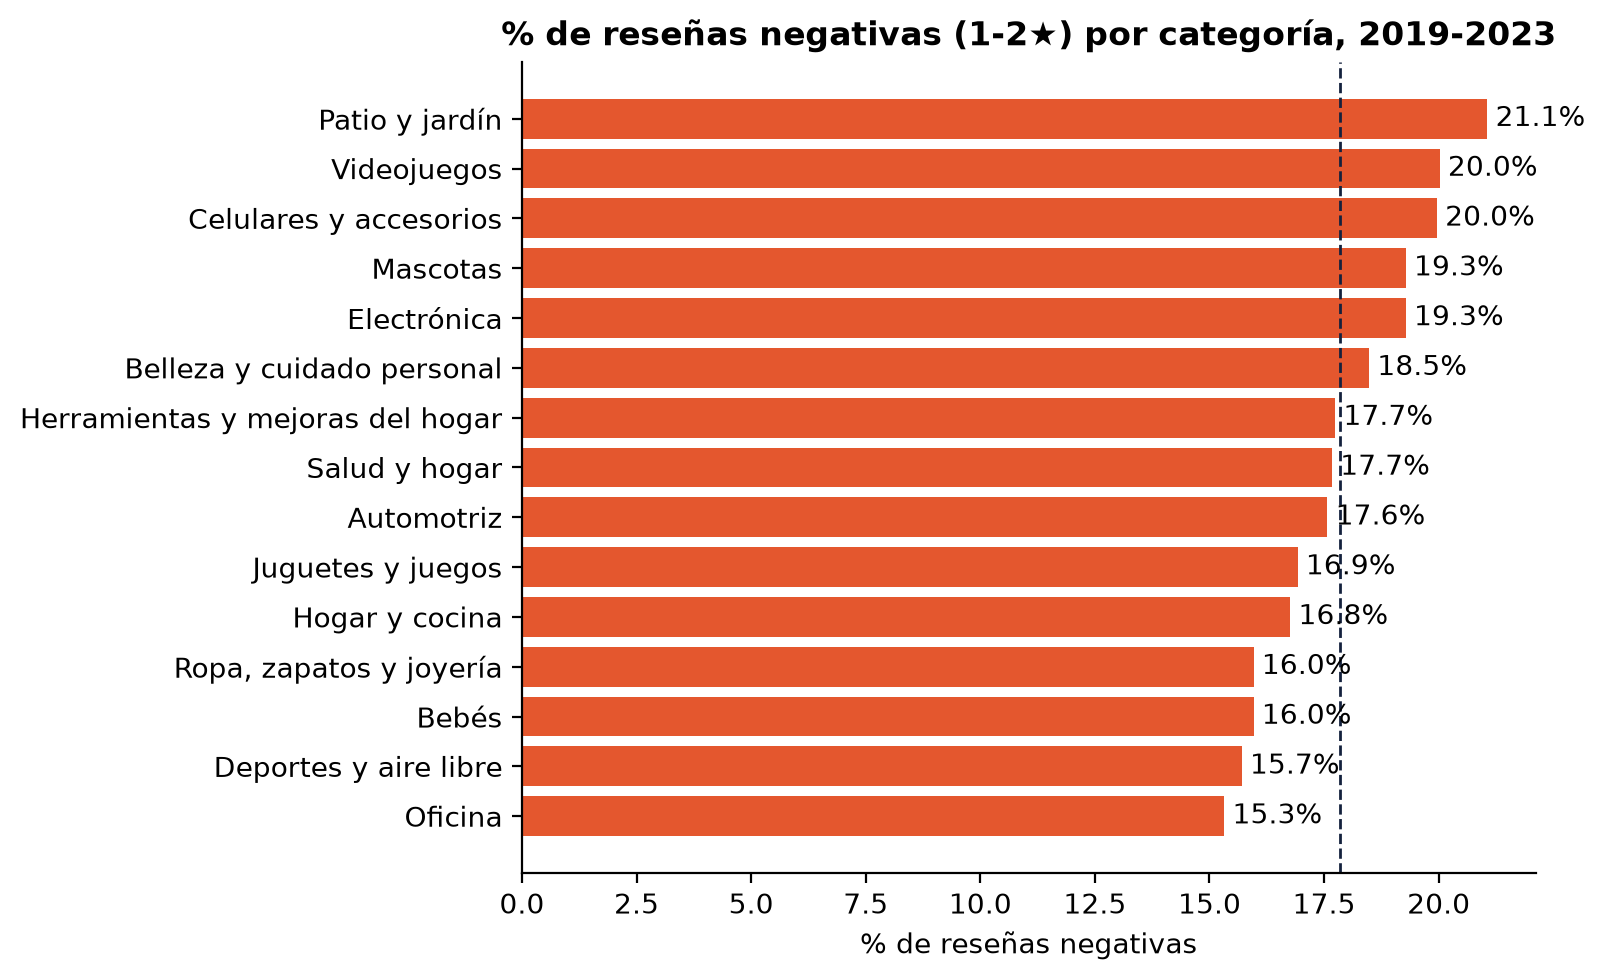 % de reseñas negativas (1-2★) por categoría, 2019-2023
Patio y jardín 21.1%
Videojuegos 20.0%
Celulares y accesorios 20.0%
Mascotas 19.3%
Electrónica 19.3%
Belleza y cuidado personal 18.5%
Herramientas y mejoras del hogar 17.7%
Salud y hogar 17.7%
Automotriz 17.6%
Juguetes y juegos 16.9%
Hogar y cocina 16.8%
Ropa, zapatos y joyería 16.0%
Bebés 16.0%
Deportes y aire libre 15.7%
Oficina 15.3%
0.0 2.5 5.0 7.5 10.0 12.5 15.0 17.5 20.0
% de reseñas negativas